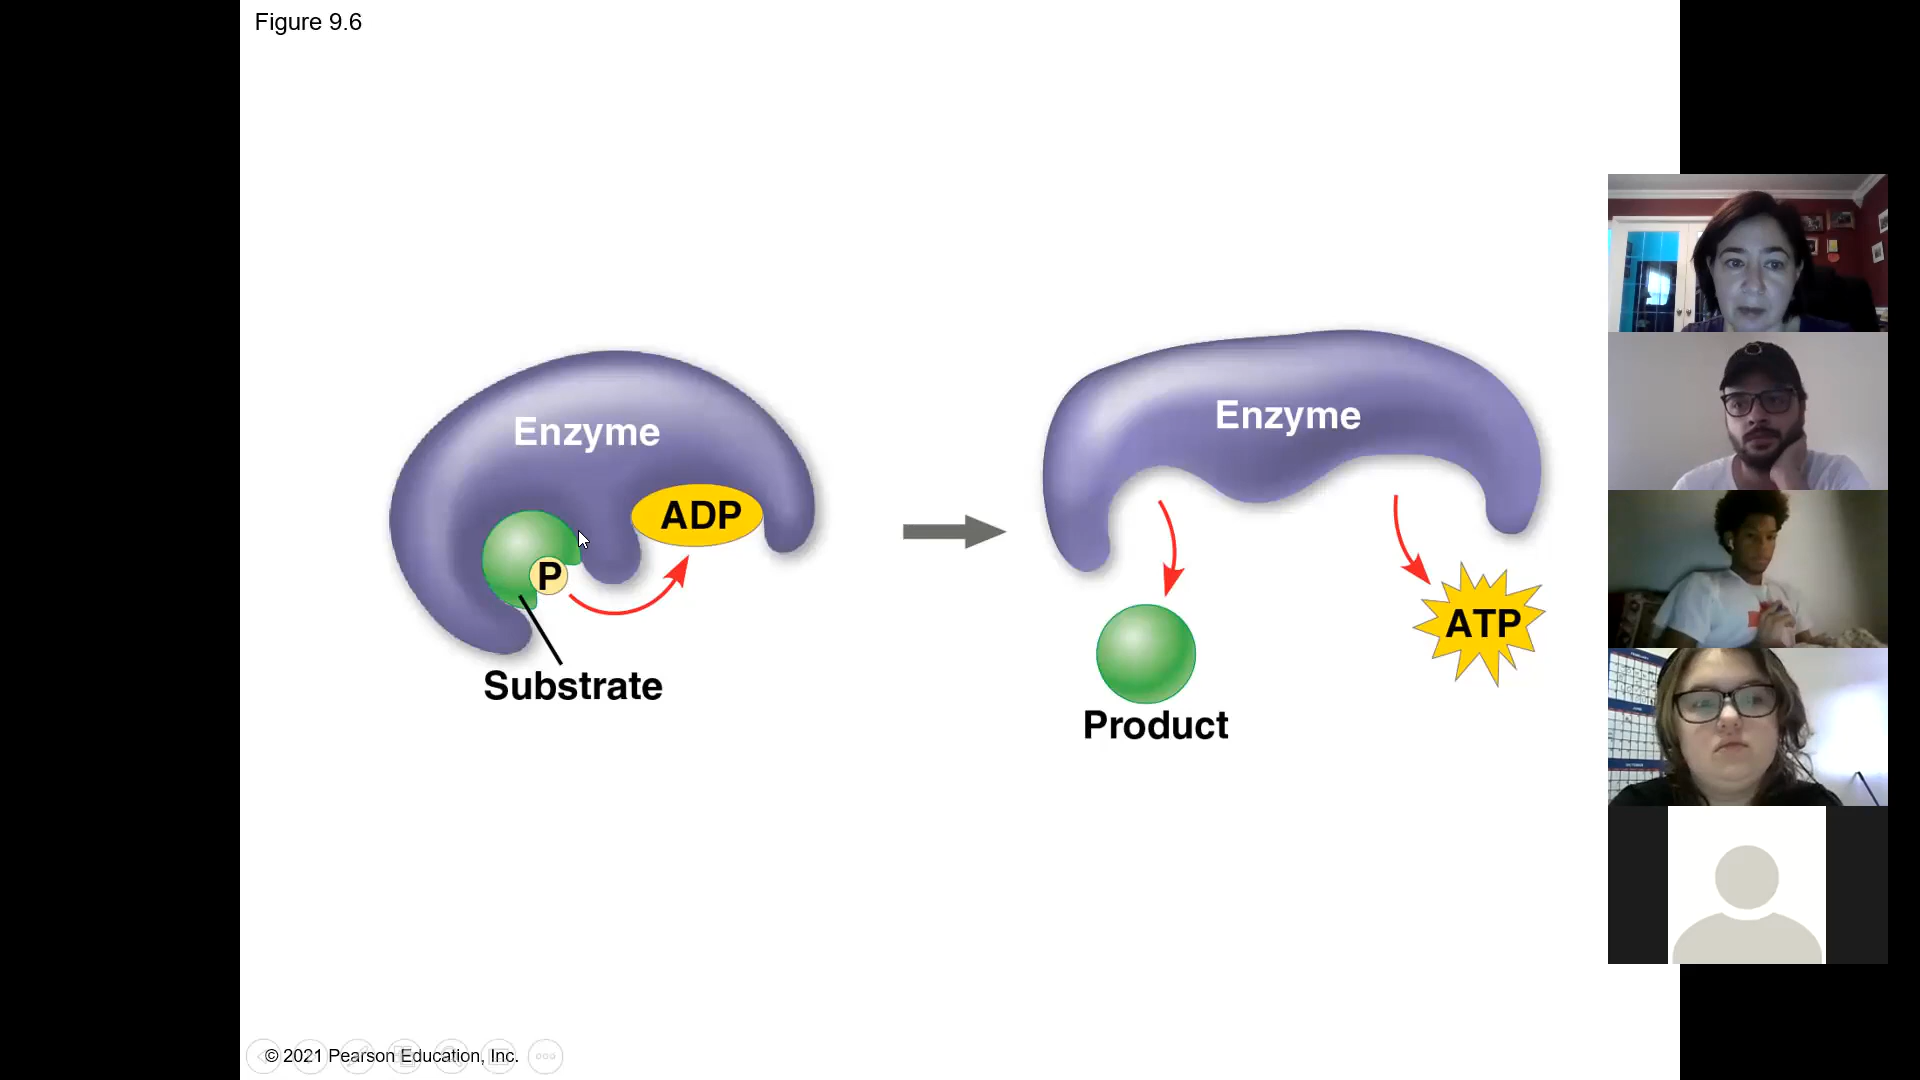 Figure 9.6
Enzyme
ADP
P
Substrate
Enzyme
ATP
Product
© 2021 Pearson Education, Inc.